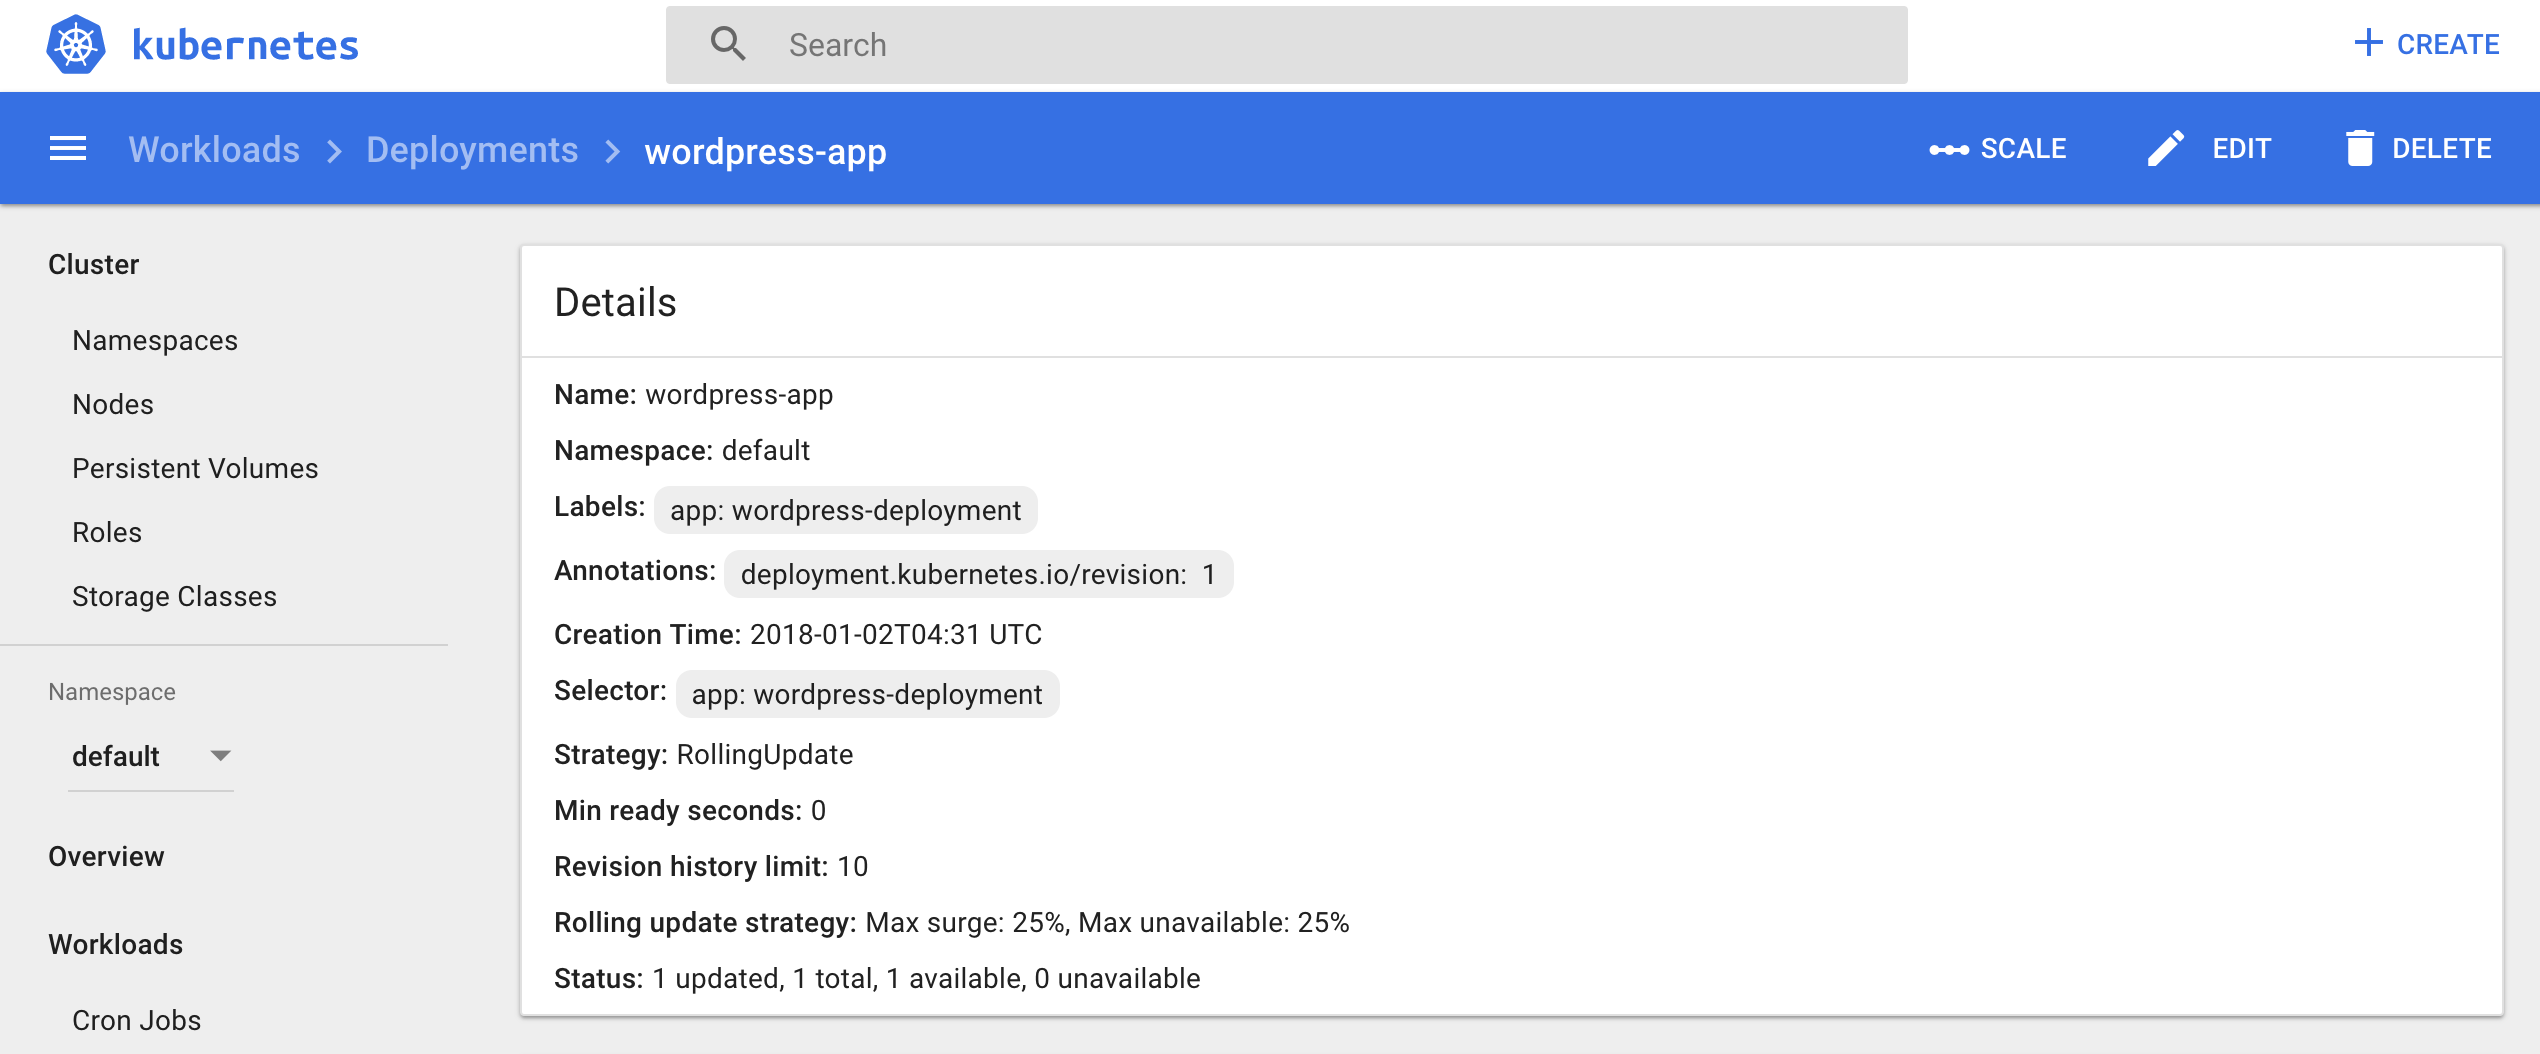 kubernetes
Search
CREATE
Workloads > Deployments > wordpress-app
SCALE
EDIT
DELETE
Cluster
Namespaces
Nodes
Persistent Volumes
Roles
Storage Classes
Namespace
default
Overview
Workloads
Cron Jobs
Details
Name: wordpress-app
Namespace: default
Labels: app: wordpress-deployment
Annotations: deployment.kubernetes.io/revision: 1
Creation Time: 2018-01-02T04:31 UTC
Selector: app: wordpress-deployment
Strategy: RollingUpdate
Min ready seconds: 0
Revision history limit: 10
Rolling update strategy: Max surge: 25%, Max unavailable: 25%
Status: 1 updated, 1 total, 1 available, 0 unavailable